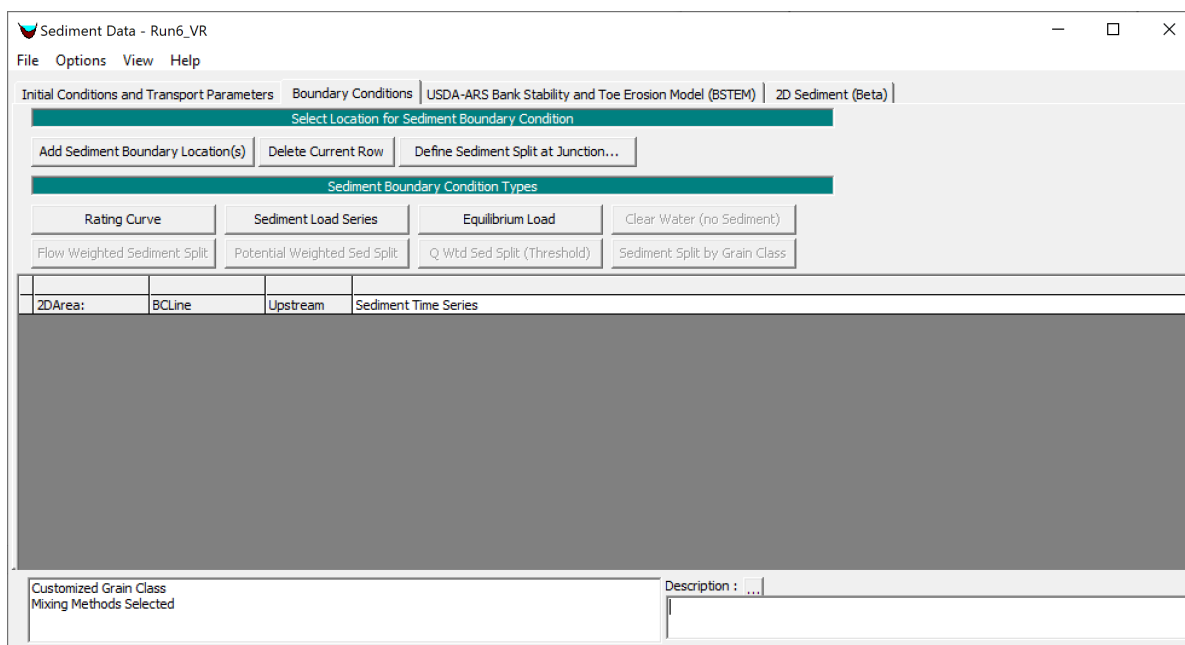 Sediment Data - Run6_VR
File Options View Help
Initial Conditions and Transport Parameters Boundary Conditions USDA-ARS Bank Stability and Toe Erosion Model (BSTEM) 2D Sediment (Beta)
Select Location for Sediment Boundary Condition
Add Sediment Boundary Location(s) Delete Current Row Define Sediment Split at Junction...
Sediment Boundary Condition Types
Rating Curve Sediment Load Series Equilibrium Load Clear Water (no Sediment)
Flow Weighted Sediment Split Potential Weighted Sed Split Q Wtd Sed Split (Threshold) Sediment Split by Grain Class
2DArea: BCLine Upstream Sediment Time Series
Customized Grain Class
Mixing Methods Selected
Description : ...